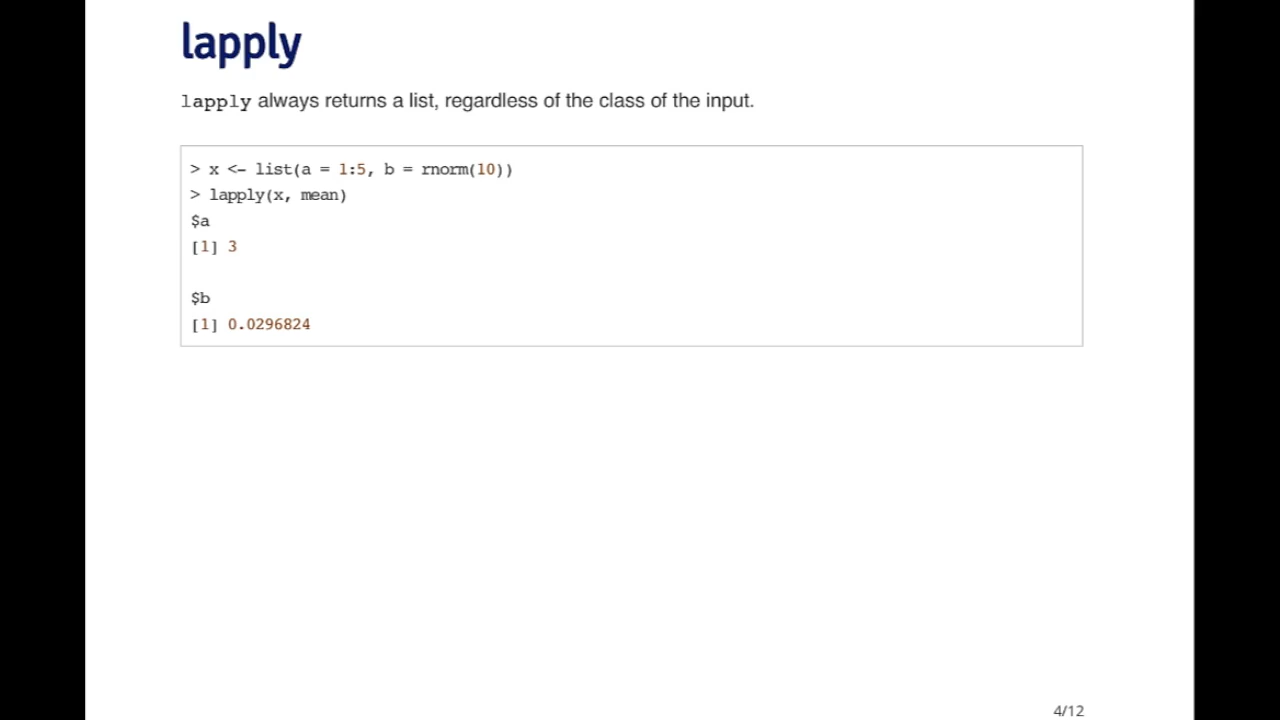 lapply
lapply always returns a list, regardless of the class of the input.
> x <- list(a = 1:5, b = rnorm(10))
> lapply(x, mean)
$a
[1] 3
$b
[1] 0.0296824
4/12